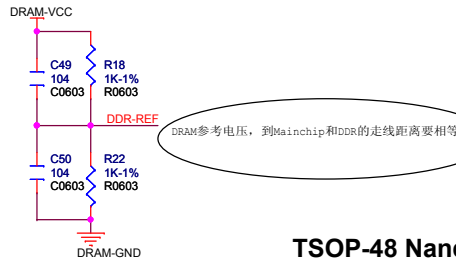 DRAM-VCC
C49
104
C0603
R18
1K-1%
R0603
DDR-REF
DRAM参考电压，到Mainchip和DDR的走线距离要相等
C50
104
C0603
R22
1K-1%
R0603
DRAM-GND
TSOP-48